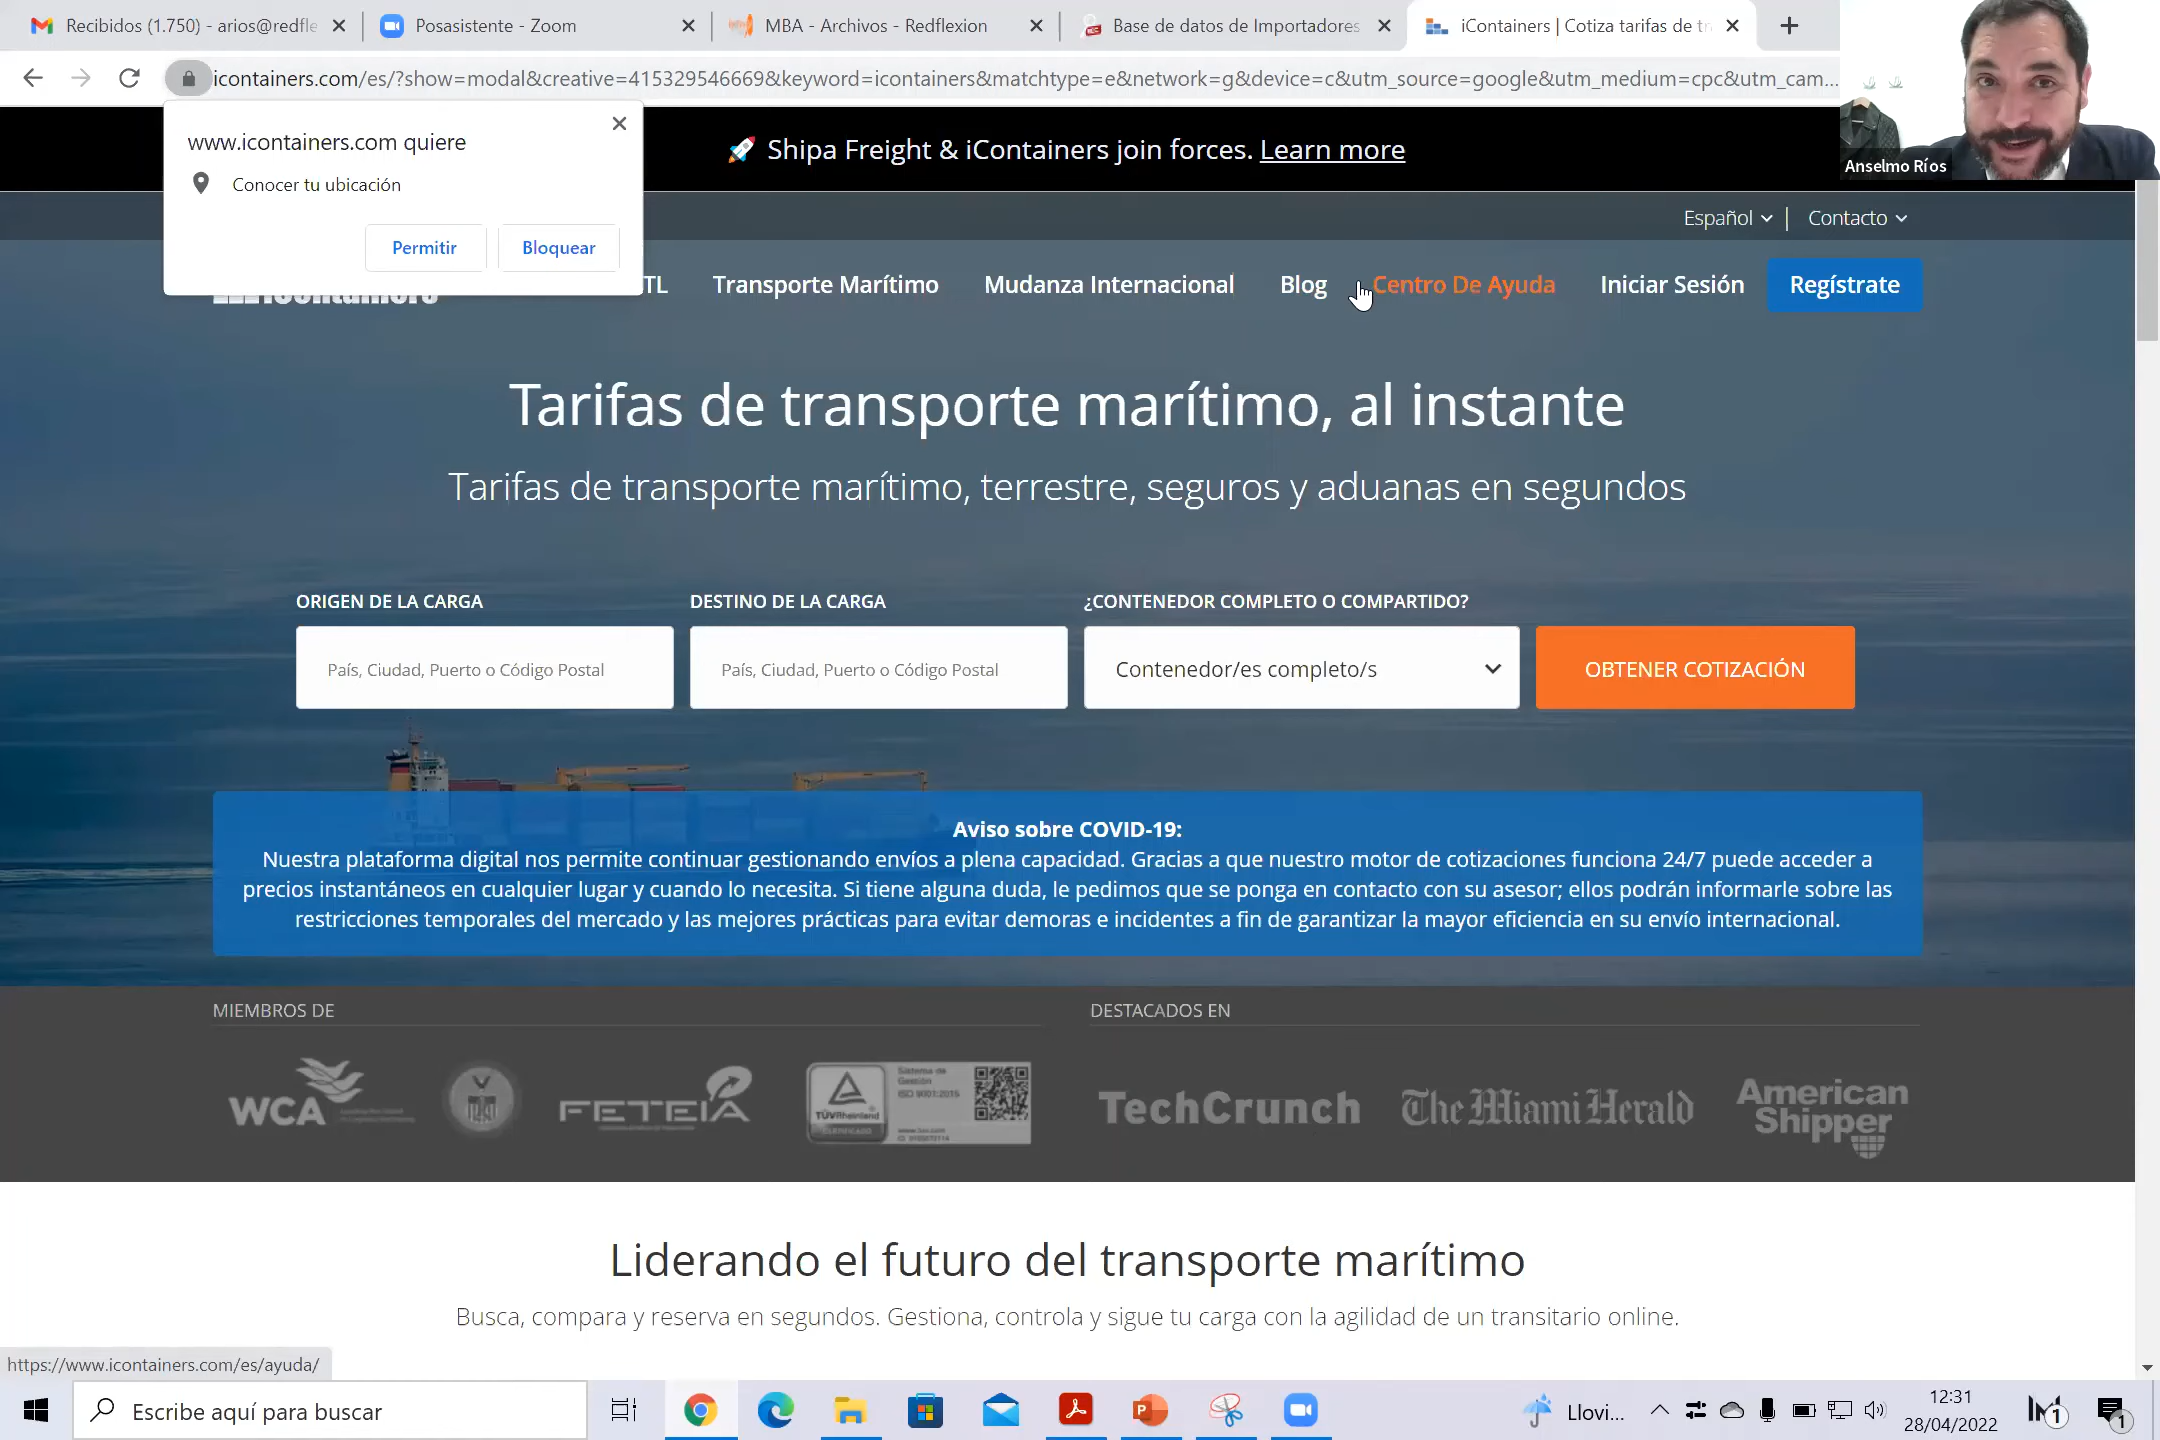 Recibidos (1.750) - arios@redfle
Posasistente - Zoom
MBA - Archivos - Redflexion
Base de datos de Importadores
iContainers | Cotiza tarifas de tr
icontainers.com/es/?show=modal&creative=415329546669&keyword=icontainers&matchtype=e&network=g&device=c&utm_source=google&utm_medium=cpc&utm_cam...
www.icontainers.com quiere
Conocer tu ubicación
Permitir
Bloquear
Shipa Freight & iContainers join forces. Learn more
Anselmo Ríos
Español
Contacto
iContainers
TL
Transporte Marítimo
Mudanza Internacional
Blog
Centro De Ayuda
Iniciar Sesión
Regístrate
Tarifas de transporte marítimo, al instante
Tarifas de transporte marítimo, terrestre, seguros y aduanas en segundos
ORIGEN DE LA CARGA
DESTINO DE LA CARGA
¿CONTENEDOR COMPLETO O COMPARTIDO?
País, Ciudad, Puerto o Código Postal
País, Ciudad, Puerto o Código Postal
Contenedor/es completo/s
OBTENER COTIZACIÓN
Aviso sobre COVID-19:
Nuestra plataforma digital nos permite continuar gestionando envíos a plena capacidad. Gracias a que nuestro motor de cotizaciones funciona 24/7 puede acceder a
precios instantáneos en cualquier lugar y cuando lo necesita. Si tiene alguna duda, le pedimos que se ponga en contacto con su asesor; ellos podrán informarle sobre las
restricciones temporales del mercado y las mejores prácticas para evitar demoras e incidentes a fin de garantizar la mayor eficiencia en su envío internacional.
MIEMBROS DE
DESTACADOS EN
WCA
FETEIA
TÜVRheinland
CERTIFICADO
Sistema de
Gestión
ISO 9001:2015
TechCrunch
The Miami Herald
American
Shipper
Liderando el futuro del transporte marítimo
Busca, compara y reserva en segundos. Gestiona, controla y sigue tu carga con la agilidad de un transitario online.
https://www.icontainers.com/es/ayuda/
Escribe aquí para buscar
Llovi...
12:31
28/04/2022
1
1